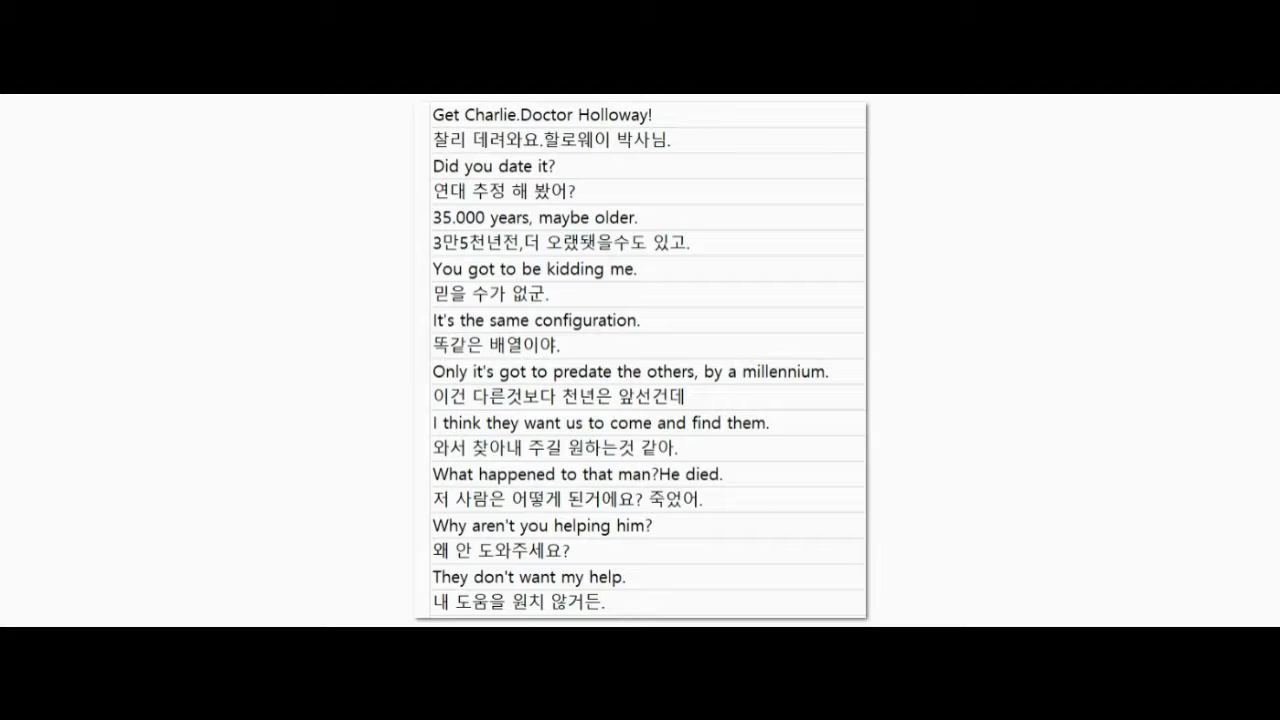 Get Charlie.Doctor Holloway!
찰리 데려와요.할로웨이 박사님.
Did you date it?
연대 추정 해 봤어?
35.000 years, maybe older.
3만5천년전,더 오랬됏을수도 있고.
You got to be kidding me.
믿을 수가 없군.
It's the same configuration.
똑같은 배열이야.
Only it's got to predate the others, by a millennium.
이건 다른것보다 천년은 앞선건데
I think they want us to come and find them.
와서 찾아내 주길 원하는것 같아.
What happened to that man?He died.
저 사람은 어떻게 된거에요? 죽었어.
Why aren't you helping him?
왜 안 도와주세요?
They don't want my help.
내 도움을 원치 않거든.